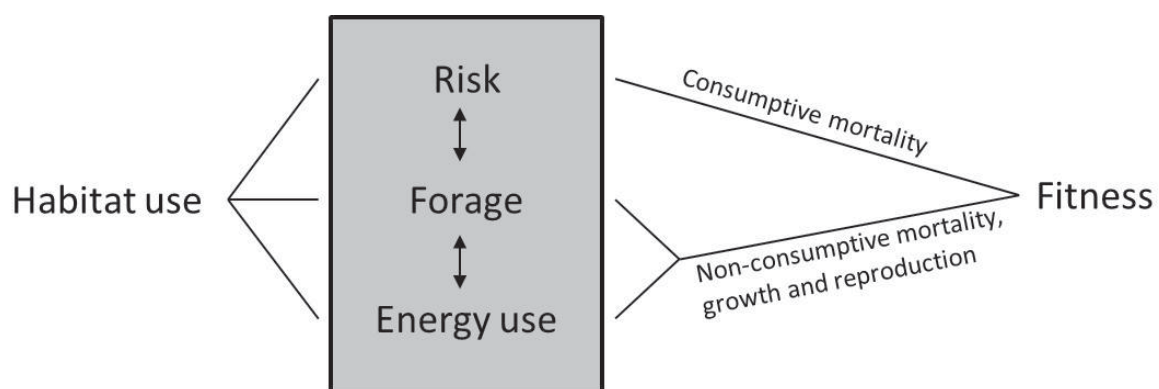 Risk
Consumptive mortality
Habitat use
Forage
Fitness
Non-consumptive mortality,
growth and reproduction
Energy use